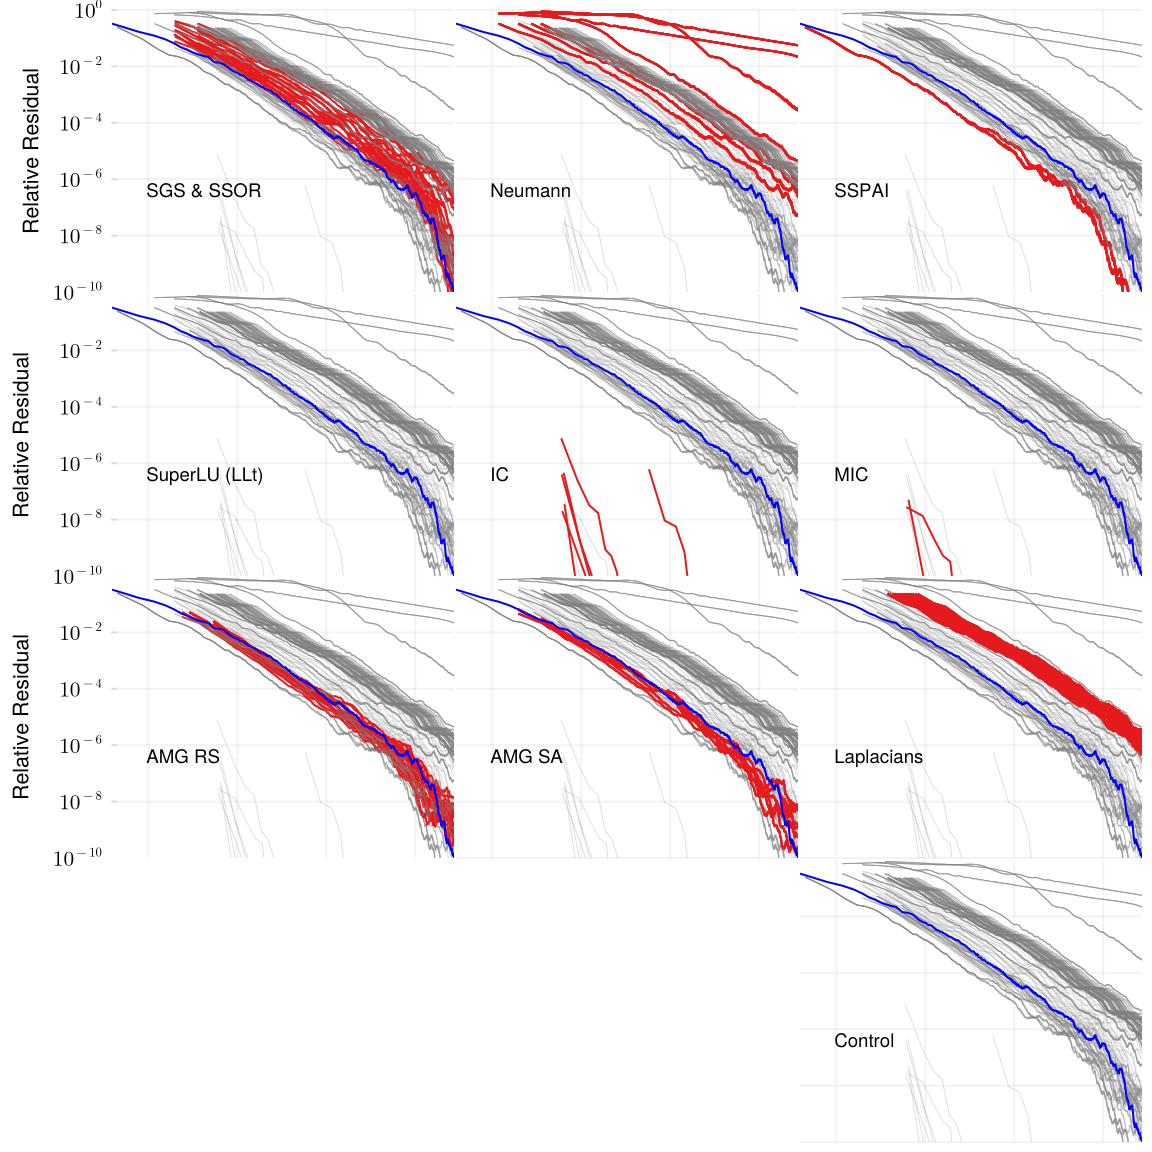 10^0
10^−2
10^−4
10^−6
10^−8
10^−10
Relative Residual
SGS & SSOR
Neumann
SSPAI
10^−2
10^−4
10^−6
10^−8
10^−10
Relative Residual
SuperLU (LLt)
IC
MIC
10^−2
10^−4
10^−6
10^−8
10^−10
Relative Residual
AMG RS
AMG SA
Laplacians
Control